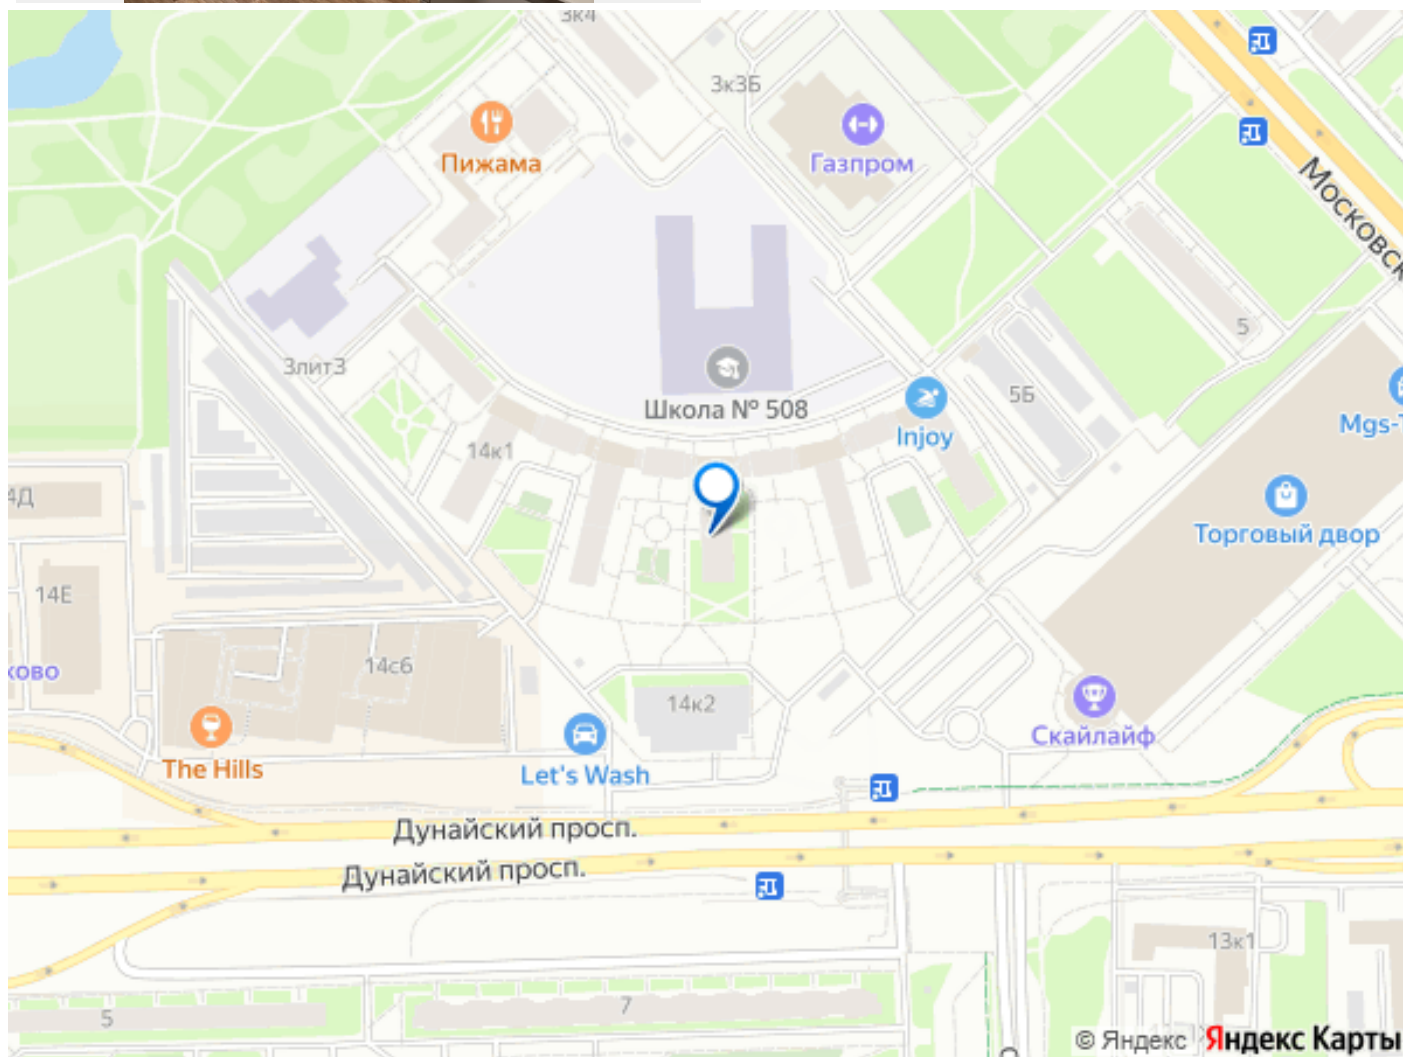 3к4
3к3Б
Пижама
Газпром
Московск
5
3лит3
Школа № 508
5Б
Injoy
Mgs-T
14к1
4Д
Торговый двор
14Е
14с6
ково
14к2
Скайлайф
The Hills
Let's Wash
Дунайский просп.
Дунайский просп.
13к1
7
5
© Яндекс Яндекс Карты